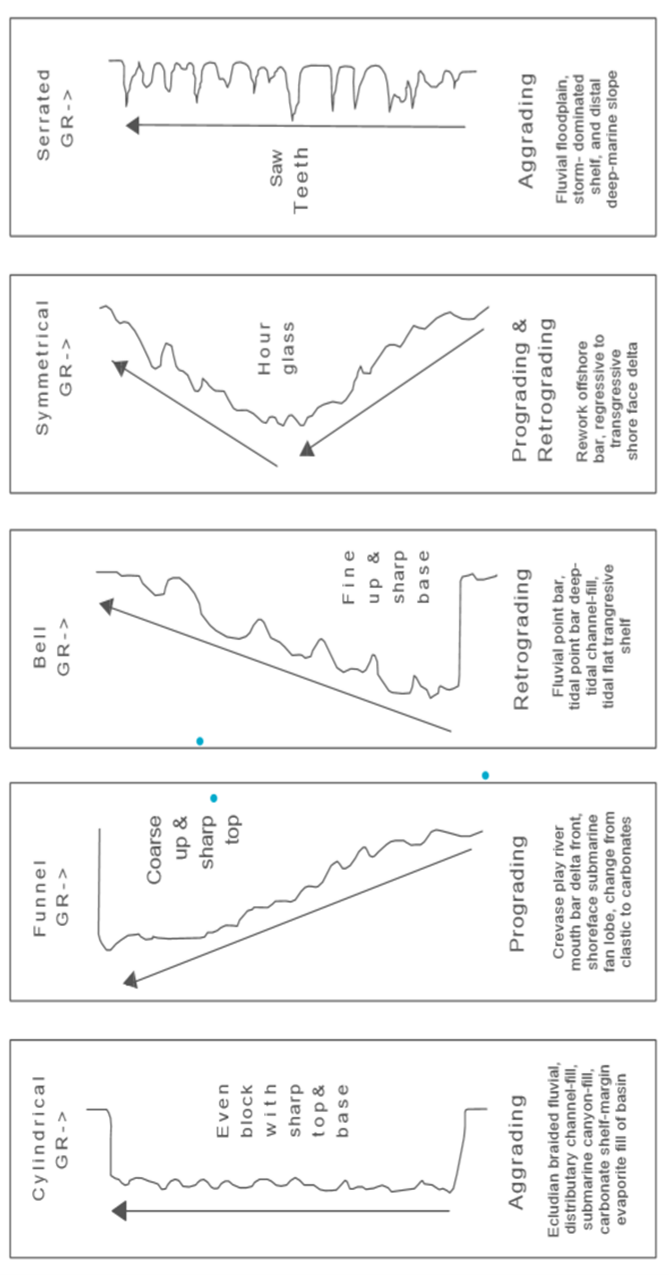 Cylindrical
GR->
Even
block
with
sharp
top&
base
Aggrading
Ecludian braided fluvial,
distributary channel-fill,
submarine canyon-fill,
carbonate shelf-margin
evaporite fill of basin
Funnel
GR->
Coarse
up &
sharp
top
Prograding
Crevase play river
mouth bar delta front,
shoreface submarine
fan lobe, change from
clastic to carbonates
Bell
GR->
Fine
up &
sharp
base
Retrograding
Fluvial point bar,
tidal point bar deep-
tidal channel-fill,
tidal flat trangresive
shelf
Symmetrical
GR->
Hour
glass
Prograding &
Retrograding
Rework offshore
bar, regressive to
transgressive
shore face delta
Serrated
GR->
Saw
Teeth
Aggrading
Fluvial floodplain,
storm- dominated
shelf, and distal
deep-marine slope